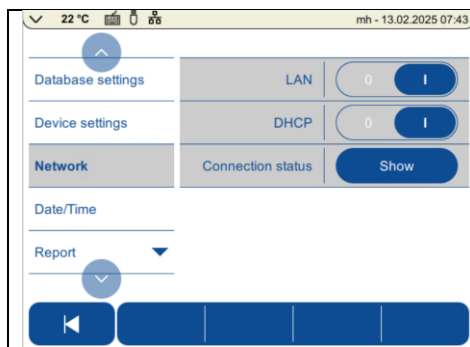 22 °C mh - 13.02.2025 07:43
Database settings LAN 0 I
Device settings DHCP 0 I
Network Connection status Show
Date/Time
Report